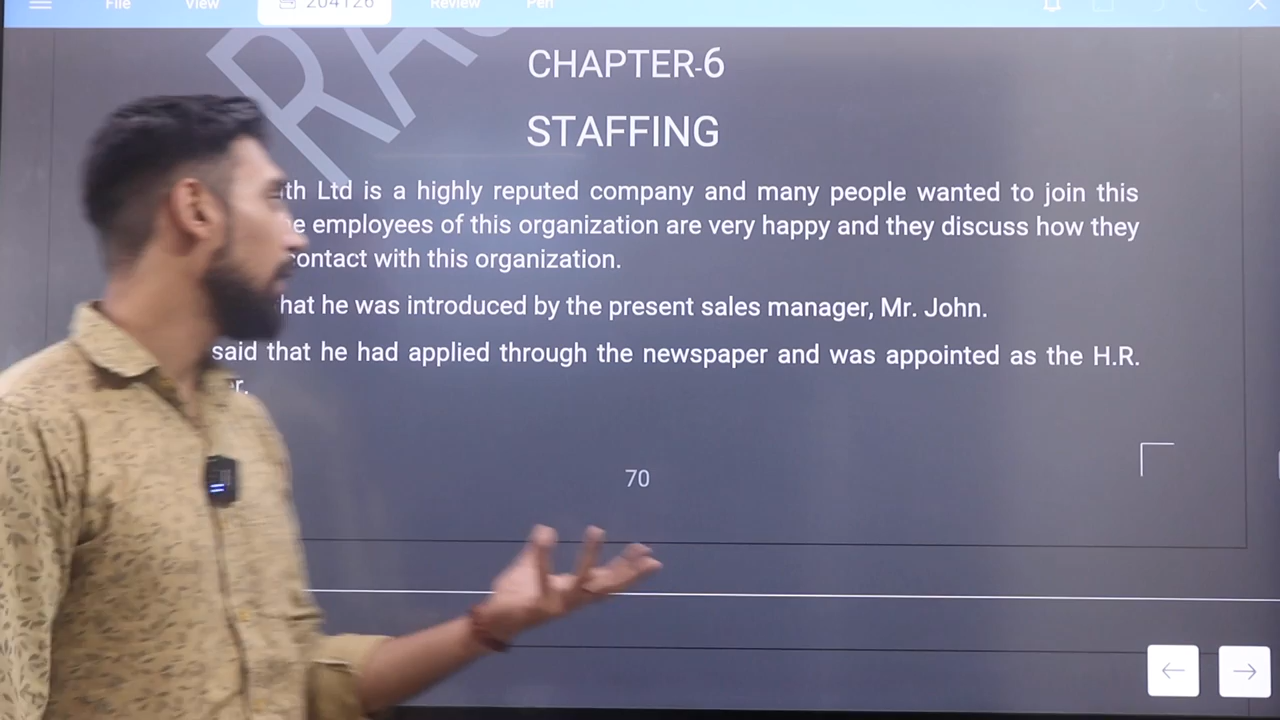 File View 204126 Review Pen
RA
CHAPTER-6
STAFFING
Ltd is a highly reputed company and many people wanted to join this
employees of this organization are very happy and they discuss how they
contact with this organization.
he was introduced by the present sales manager, Mr. John.
said that he had applied through the newspaper and was appointed as the H.R.
70